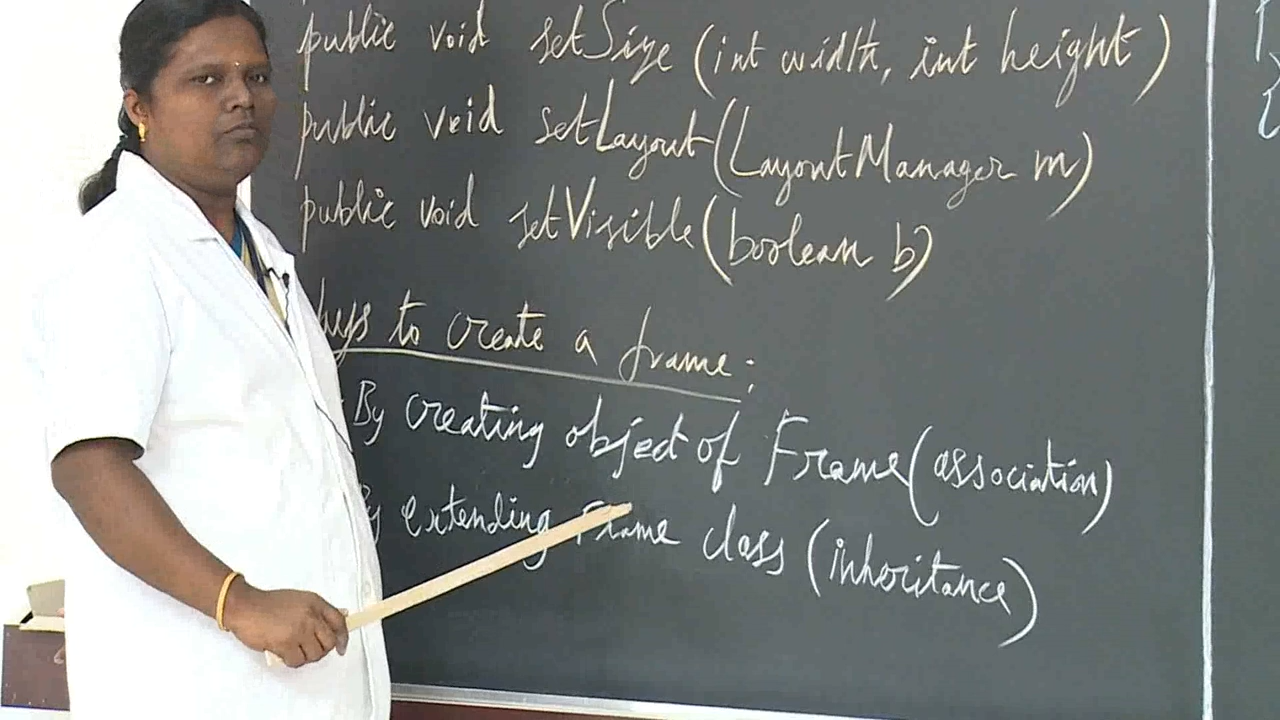 public void setSize (int width, int height)
public void setLayout (LayoutManager m)
public void setVisible (boolean b)
to create a frame:
By creating object of Frame (association)
By extending Frame class (inheritance)